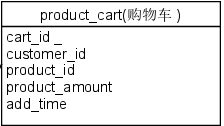 product_cart(购物车)
cart_id _
customer_id
product_id
product_amount
add_time